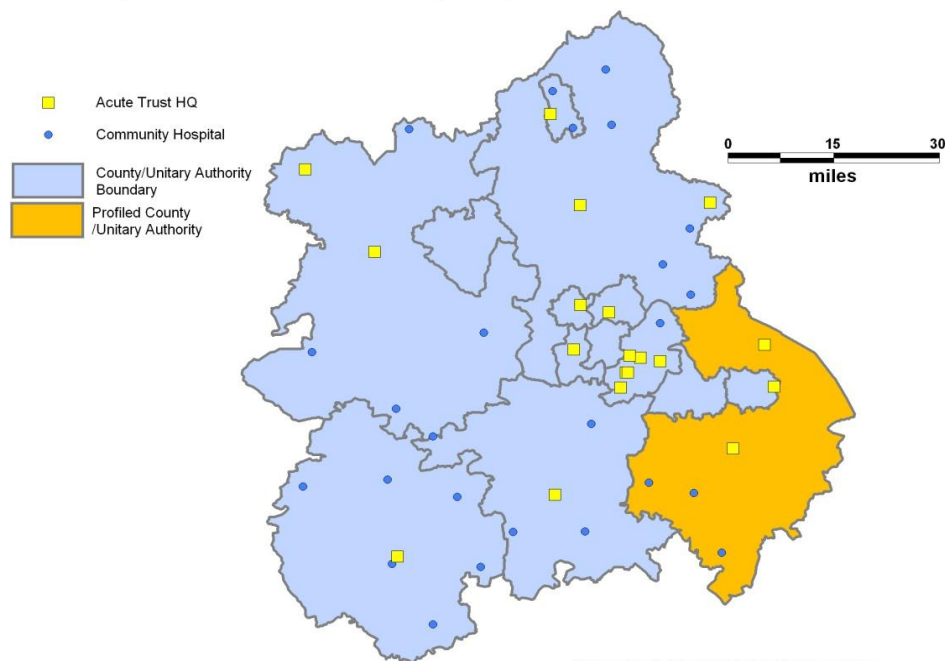 Acute Trust HQ
Community Hospital
County/Unitary Authority
Boundary
Profiled County
/Unitary Authority
0 15 30
miles